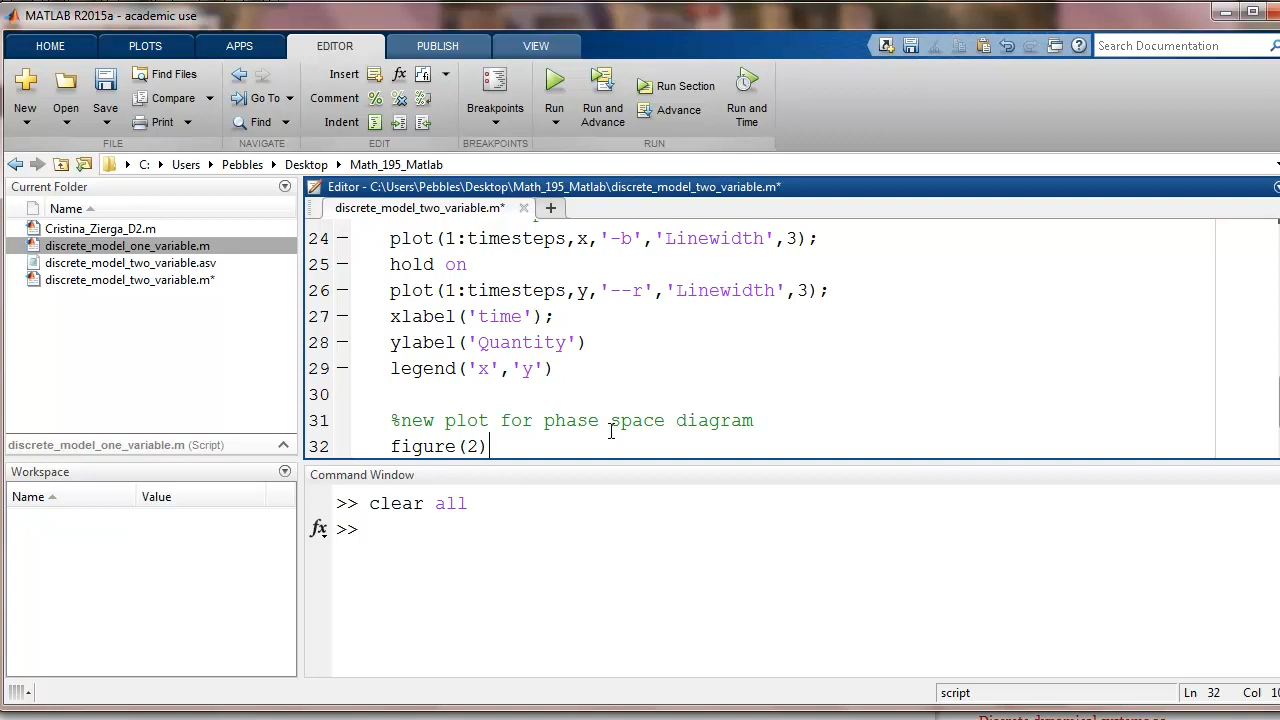 MATLAB R2015a - academic use
HOME PLOTS APPS EDITOR PUBLISH VIEW
Search Documentation
New Open Save Find Files Compare Print
Go To Find
Insert fx
Comment
Indent
Breakpoints
Run Run and Advance Run Section Advance Run and Time
FILE NAVIGATE EDIT BREAKPOINTS RUN
C: Users Pebbles Desktop Math_195_Matlab
Current Folder
Name
Cristina_Zierga_D2.m
discrete_model_one_variable.m
discrete_model_two_variable.asv
discrete_model_two_variable.m*
discrete_model_one_variable.m (Script)
Workspace
Name Value
Editor - C:\Users\Pebbles\Desktop\Math_195_Matlab\discrete_model_two_variable.m*
discrete_model_two_variable.m*
24 plot(1:timesteps,x,'-b','Linewidth',3);
25 hold on
26 plot(1:timesteps,y,'--r','Linewidth',3);
27 xlabel('time');
28 ylabel('Quantity')
29 legend('x','y')
30
31 %new plot for phase space diagram
32 figure(2)
Command Window
>> clear all
fx >>
script Ln 32 Col